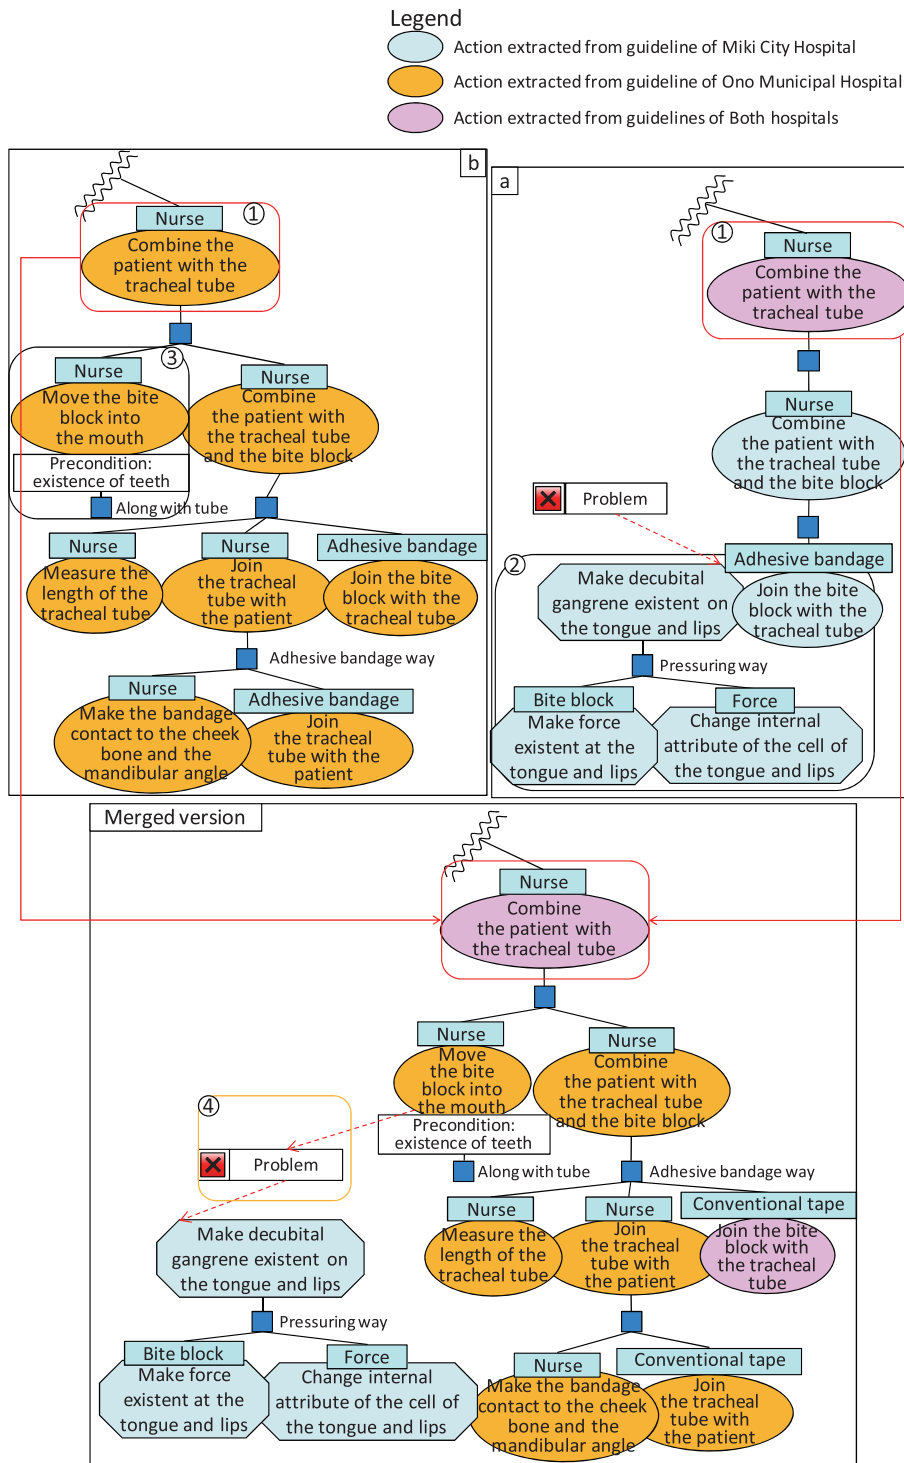 Legend
Action extracted from guideline of Miki City Hospital
Action extracted from guideline of Ono Municipal Hospital
Action extracted from guidelines of Both hospitals
b
1
Nurse
Combine the
patient with the
tracheal tube
3
Nurse
Move the bite
block into
the mouth
Precondition:
existence of teeth
Along with tube
Nurse
Combine
the patient with
the tracheal tube
and the bite block
Nurse
Measure the
length of the
tracheal tube
Nurse
Join
the tracheal
tube with
the patient
Adhesive bandage
Join the bite
block with the
tracheal tube
Adhesive bandage way
Nurse
Make the bandage
contact to the cheek
bone and the
mandibular angle
Adhesive bandage
Join
the tracheal
tube with the
patient
a
1
Nurse
Combine the
patient with the
tracheal tube
Nurse
Combine
the patient with
the tracheal tube
and the bite block
Problem
2
Adhesive bandage
Join the bite
block with the
tracheal tube
Make decubital
gangrene existent on
the tongue and lips
Pressuring way
Bite block
Make force
existent at the
tongue and lips
Force
Change internal
attribute of the cell of
the tongue and lips
Merged version
Nurse
Combine
the patient with
the tracheal tube
Nurse
Move
the bite
block into
the mouth
Precondition:
existence of teeth
Along with tube
Nurse
Combine
the patient with
the tracheal tube
and the bite block
Adhesive bandage way
4
Problem
Nurse
Measure the
length of the
tracheal tube
Nurse
Join
the tracheal
tube with
the patient
Conventional tape
Join the bite
block with
the tracheal
tube
Make decubital
gangrene existent on
the tongue and lips
Pressuring way
Bite block
Make force
existent at the
tongue and lips
Force
Change internal
attribute of the cell of
the tongue and lips
Nurse
Make the bandage
contact to the cheek
bone and the
mandibular angle
Conventional tape
Join
the tracheal
tube with
the patient